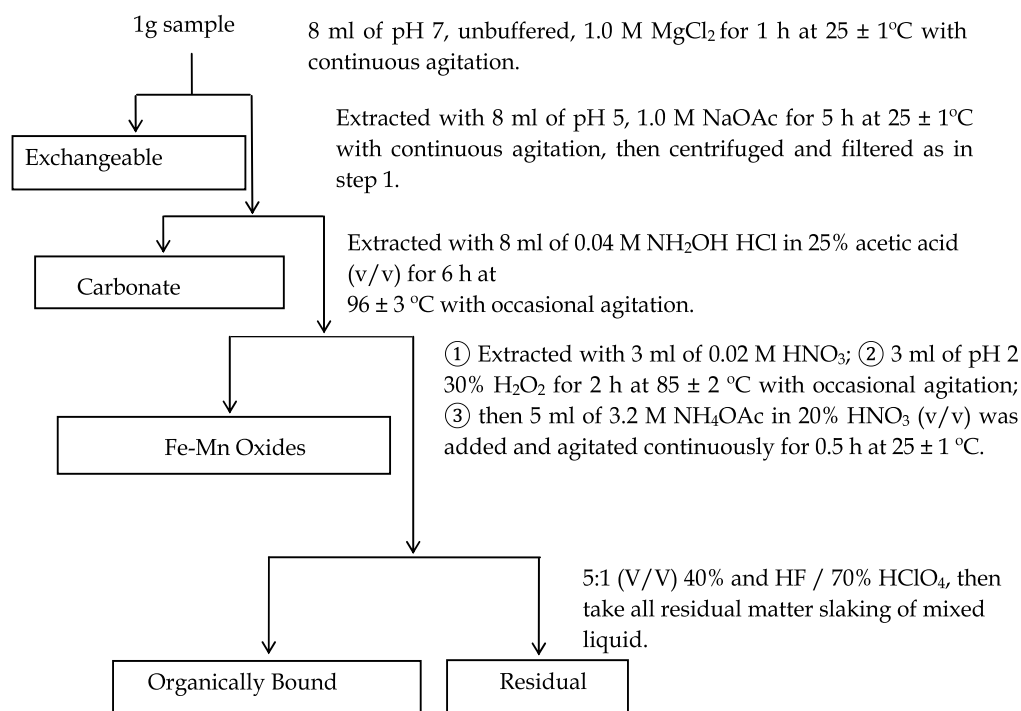 1g sample
8 ml of pH 7, unbuffered, 1.0 M MgCl₂ for 1 h at 25 ± 1ºC with
continuous agitation.
Extracted with 8 ml of pH 5, 1.0 M NaOAc for 5 h at 25 ± 1ºC
with continuous agitation, then centrifuged and filtered as in
step 1.
Exchangeable
Extracted with 8 ml of 0.04 M NH₂OH HCl in 25% acetic acid
(v/v) for 6 h at
96 ± 3 ºC with occasional agitation.
Carbonate
① Extracted with 3 ml of 0.02 M HNO₃; ② 3 ml of pH 2
30% H₂O₂ for 2 h at 85 ± 2 ºC with occasional agitation;
③ then 5 ml of 3.2 M NH₄OAc in 20% HNO₃ (v/v) was
added and agitated continuously for 0.5 h at 25 ± 1 ºC.
Fe-Mn Oxides
5:1 (V/V) 40% and HF / 70% HClO₄, then
take all residual matter slaking of mixed
liquid.
Organically Bound
Residual